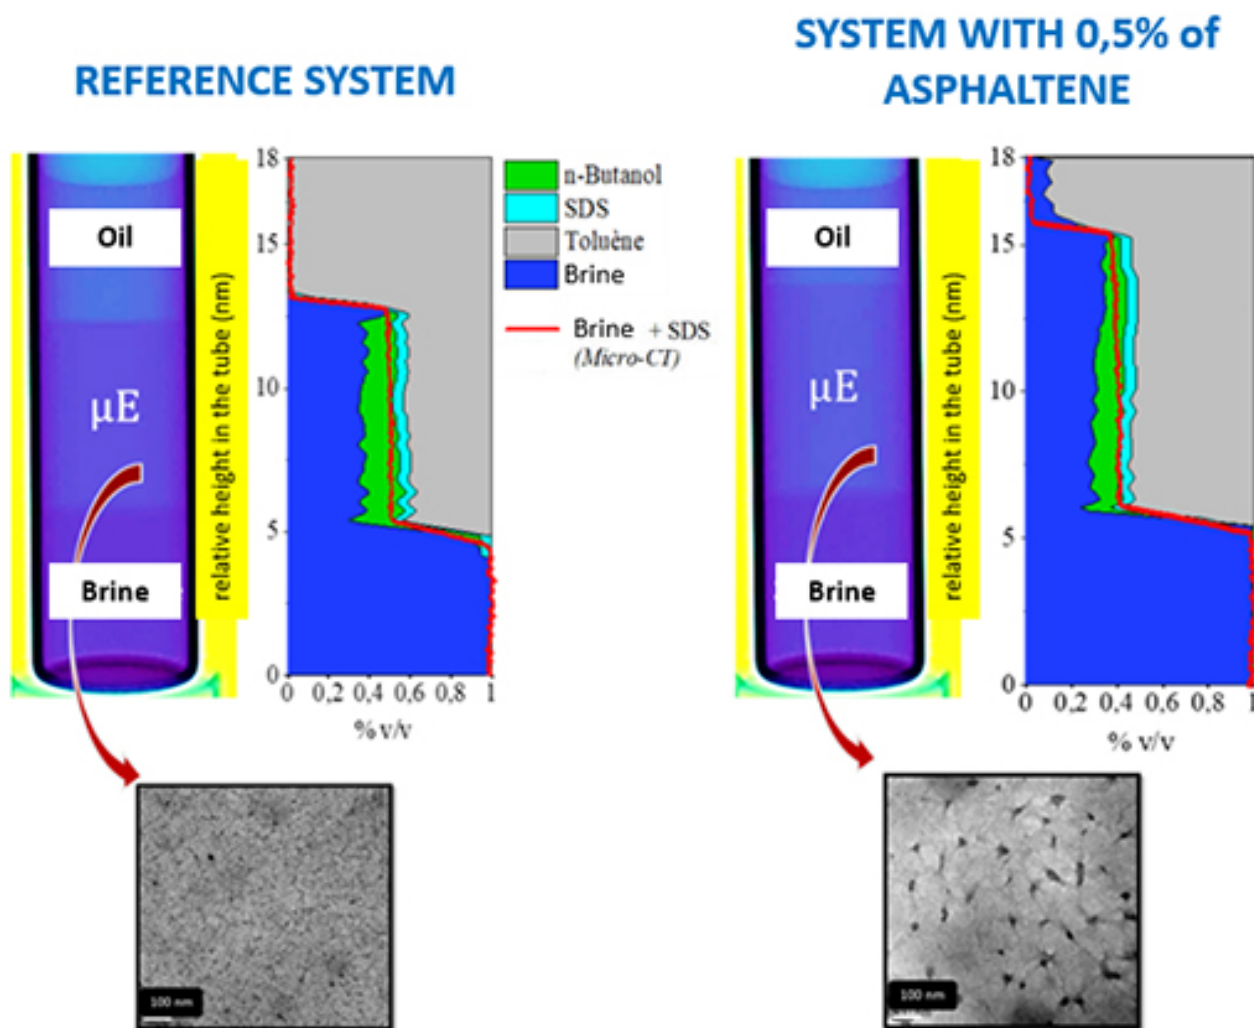 REFERENCE SYSTEM
SYSTEM WITH 0,5% of
ASPHALTENE
Oil
µE
Brine
relative height in the tube (nm)
18
15
10
5
0
0 0,2 0,4 0,6 0,8 1
% v/v
n-Butanol
SDS
Toluène
Brine
Brine + SDS
(Micro-CT)
Oil
µE
Brine
relative height in the tube (nm)
18
15
10
5
0
0 0,2 0,4 0,6 0,8 1
% v/v
100 nm
100 nm